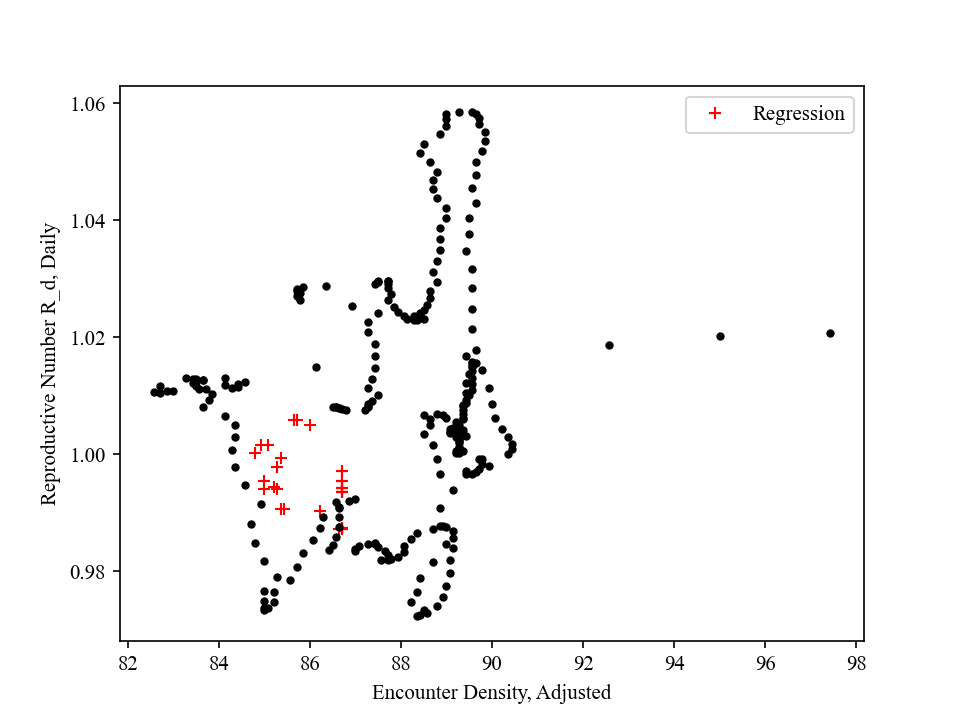 1.06
1.04
1.02
1.00
0.98
Reproductive Number R_d, Daily
Regression
82 84 86 88 90 92 94 96 98
Encounter Density, Adjusted